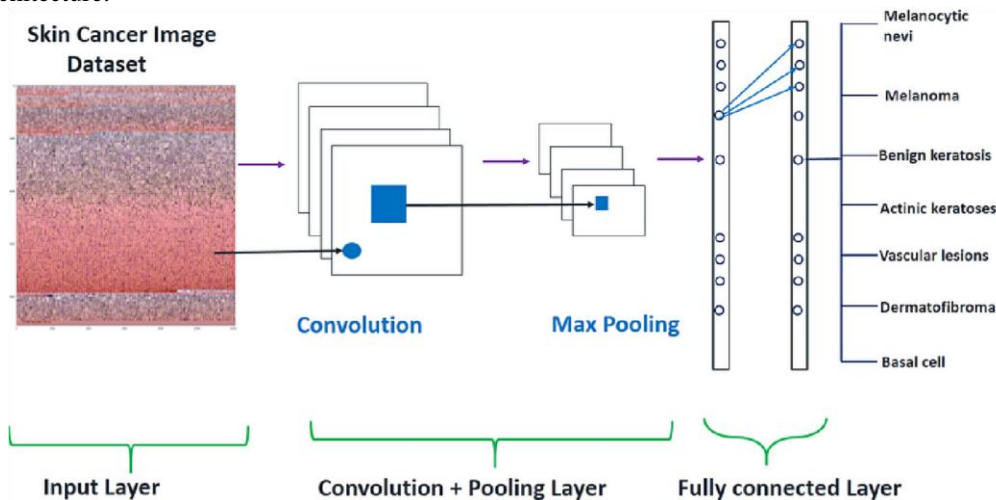 Skin Cancer Image
Dataset
Convolution
Max Pooling
Melanocytic
nevi
Melanoma
Benign keratosis
Actinic keratoses
Vascular lesions
Dermatofibroma
Basal cell
Input Layer
Convolution + Pooling Layer
Fully connected Layer